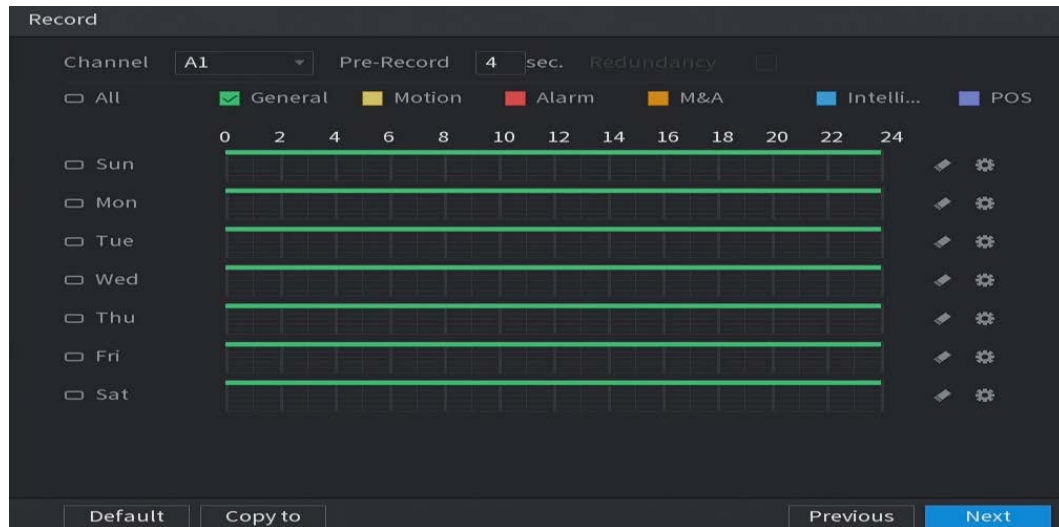 Record
Channel A1 Pre-Record 4 sec. Redundancy
All General Motion Alarm M&A Intelli... POS
0 2 4 6 8 10 12 14 16 18 20 22 24
Sun
Mon
Tue
Wed
Thu
Fri
Sat
Default Copy to Previous Next